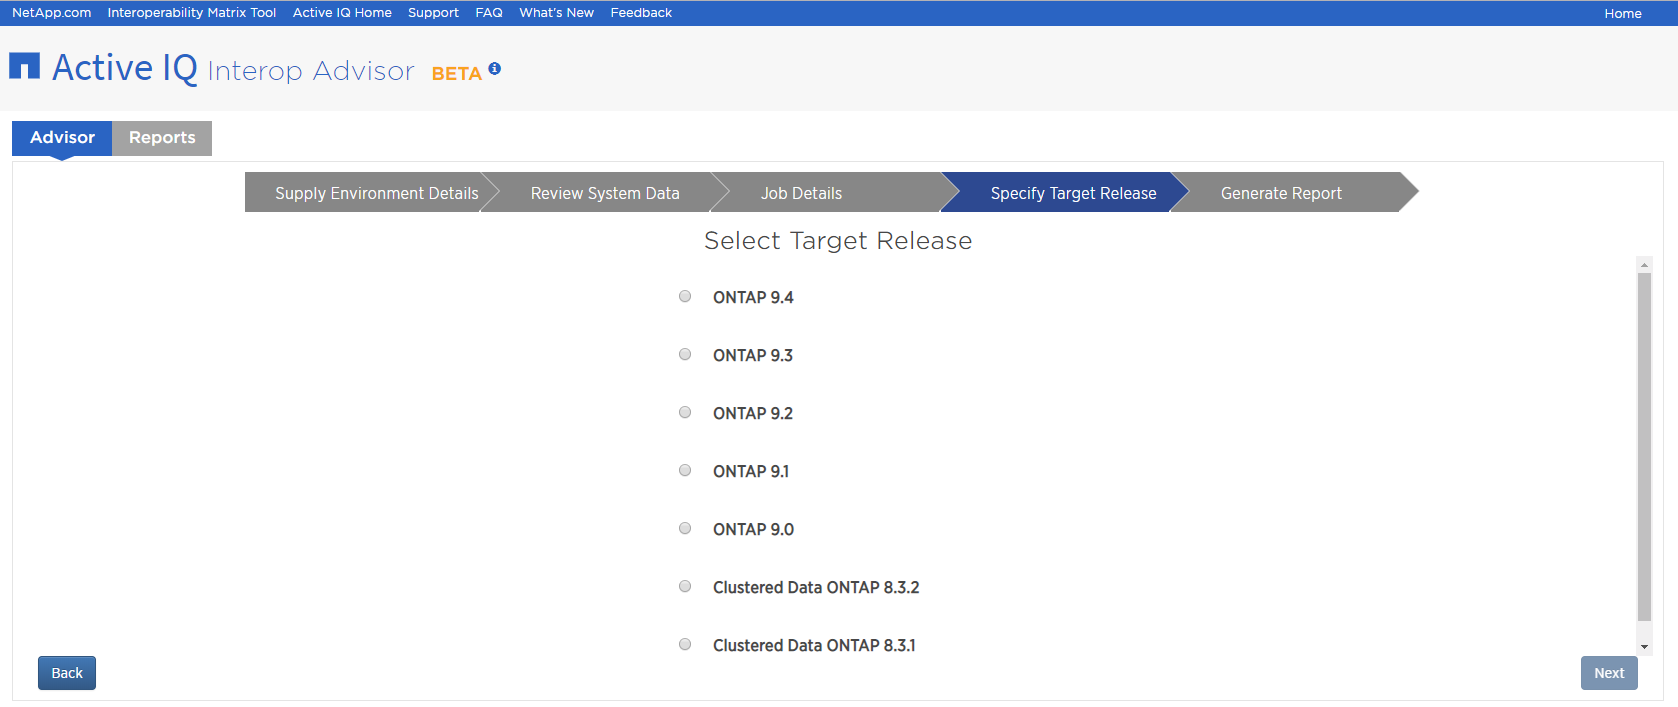 NetApp.com Interoperability Matrix Tool Active IQ Home Support FAQ What's New Feedback Home
Active IQ Interop Advisor BETA i
Advisor Reports
Supply Environment Details Review System Data Job Details Specify Target Release Generate Report
Select Target Release
ONTAP 9.4
ONTAP 9.3
ONTAP 9.2
ONTAP 9.1
ONTAP 9.0
Clustered Data ONTAP 8.3.2
Clustered Data ONTAP 8.3.1
Back Next